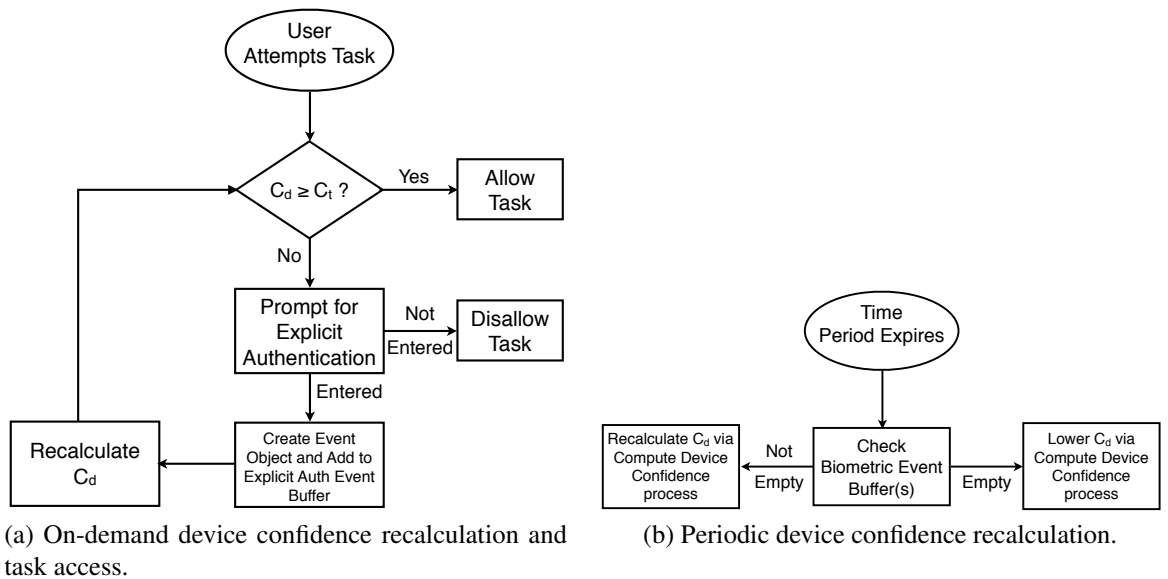 User
Attempts Task
C_d ≥ C_t ?
Yes
Allow
Task
No
Prompt for
Explicit
Authentication
Not
Entered
Disallow
Task
Entered
Create Event
Object and Add to
Explicit Auth Event
Buffer
Recalculate
C_d
(a) On-demand device confidence recalculation and
task access.
Time
Period Expires
Check
Biometric Event
Buffer(s)
Not
Empty
Recalculate C_d via
Compute Device
Confidence
process
Empty
Lower C_d via
Compute Device
Confidence
process
(b) Periodic device confidence recalculation.